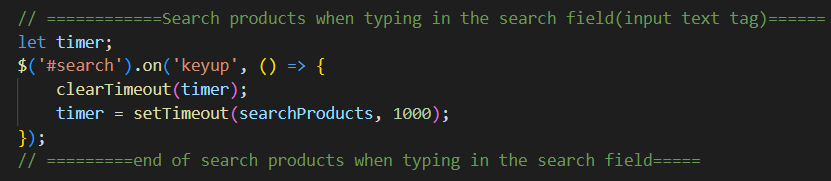 // ============Search products when typing in the search field(input text tag)======
let timer;
$('#search').on('keyup', () => {
    clearTimeout(timer);
    timer = setTimeout(searchProducts, 1000);
});
// =========end of search products when typing in the search field=====